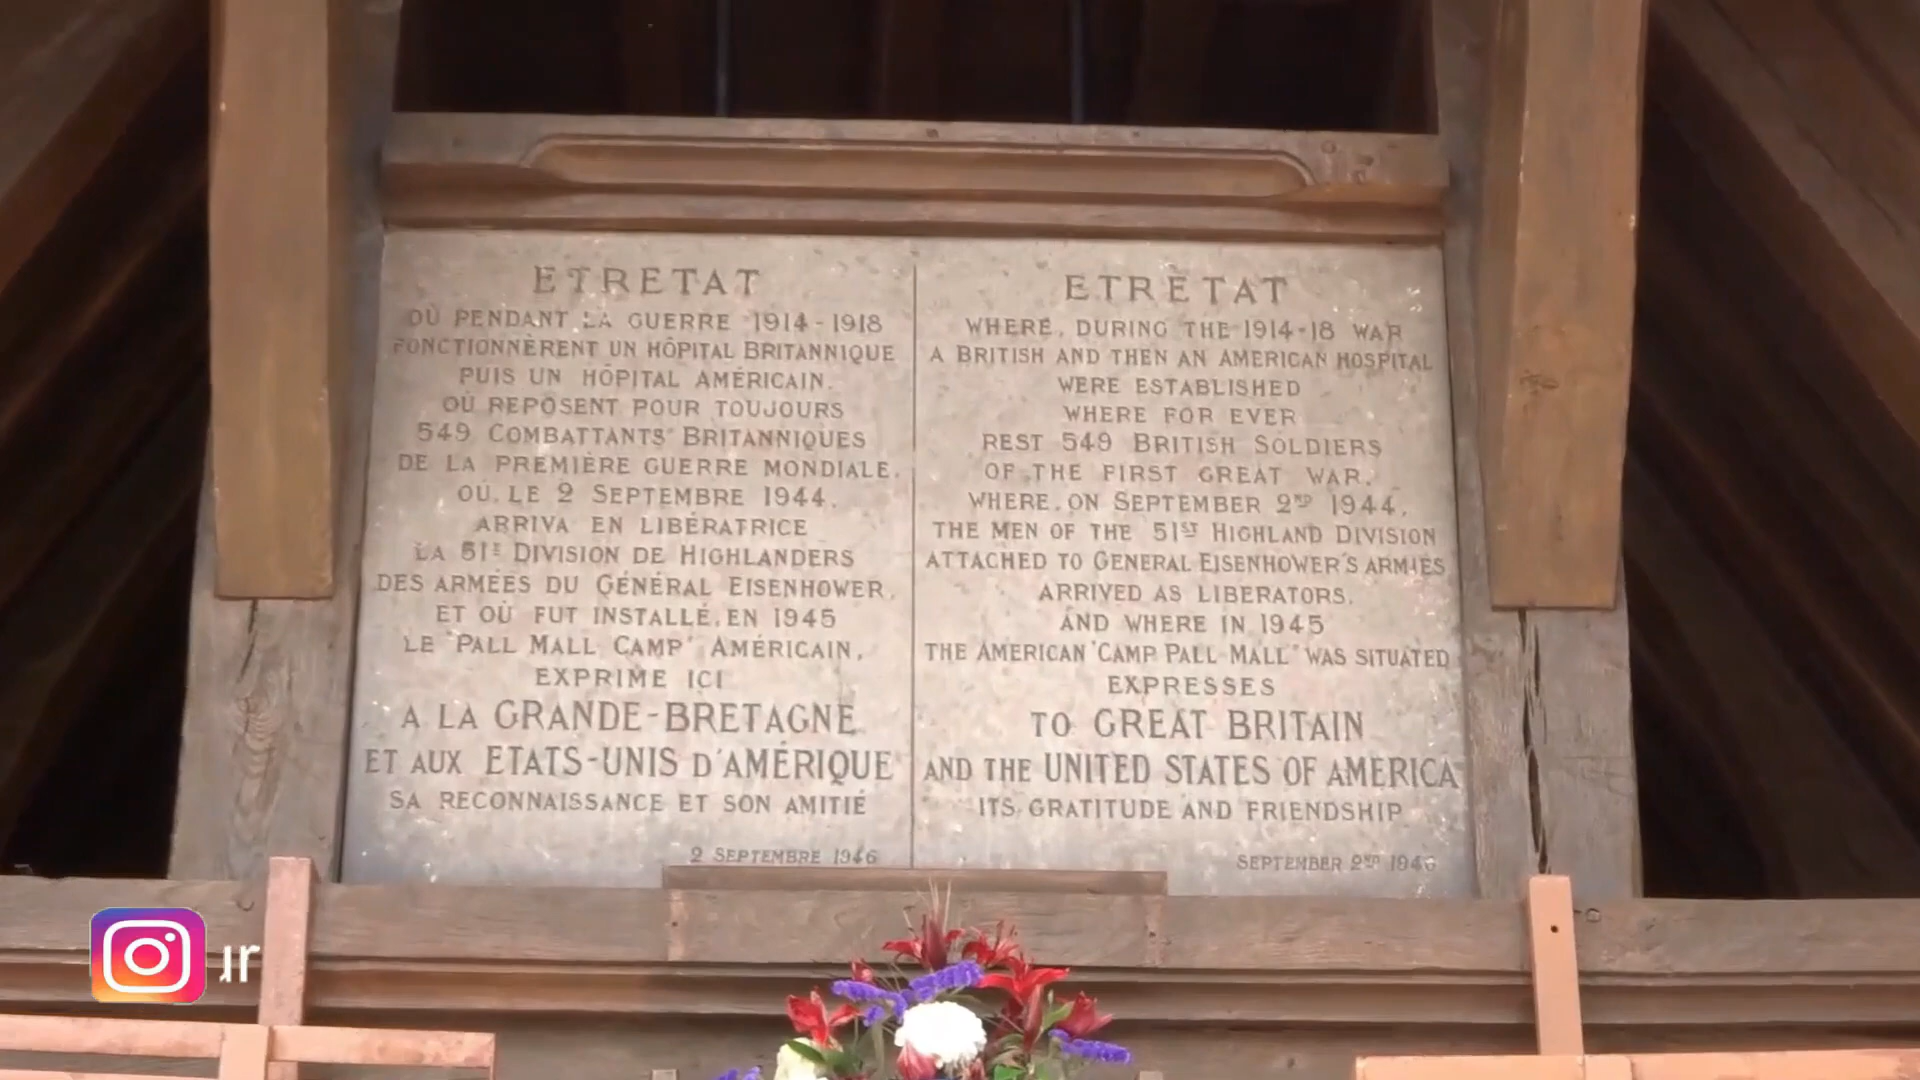 ETRETAT
OÙ PENDANT LA GUERRE 1914-1918
FONCTIONNÈRENT UN HÔPITAL BRITANNIQUE
PUIS UN HÔPITAL AMÉRICAIN.
OÙ REPOSENT POUR TOUJOURS
549 COMBATTANTS BRITANNIQUES
DE LA PREMIÈRE GUERRE MONDIALE.
OÙ, LE 2 SEPTEMBRE 1944,
ARRIVA EN LIBÉRATRICE
LA 51E DIVISION DE HIGHLANDERS
DES ARMÉES DU GÉNÉRAL EISENHOWER,
ET OÙ FUT INSTALLÉ, EN 1945
LE "PALL MALL CAMP" AMÉRICAIN,
EXPRIME ICI
A LA GRANDE-BRETAGNE
ET AUX ETATS-UNIS D'AMÉRIQUE
SA RECONNAISSANCE ET SON AMITIÉ
2 SEPTEMBRE 1946
ETRETAT
WHERE, DURING THE 1914-18 WAR
A BRITISH AND THEN AN AMERICAN HOSPITAL
WERE ESTABLISHED
WHERE FOR EVER
REST 549 BRITISH SOLDIERS
OF THE FIRST GREAT WAR.
WHERE, ON SEPTEMBER 2ND 1944,
THE MEN OF THE 51ST HIGHLAND DIVISION
ATTACHED TO GENERAL EISENHOWER'S ARMIES
ARRIVED AS LIBERATORS,
AND WHERE IN 1945
THE AMERICAN "CAMP PALL MALL" WAS SITUATED
EXPRESSES
TO GREAT BRITAIN
AND THE UNITED STATES OF AMERICA
ITS GRATITUDE AND FRIENDSHIP
SEPTEMBER 2ND 1946